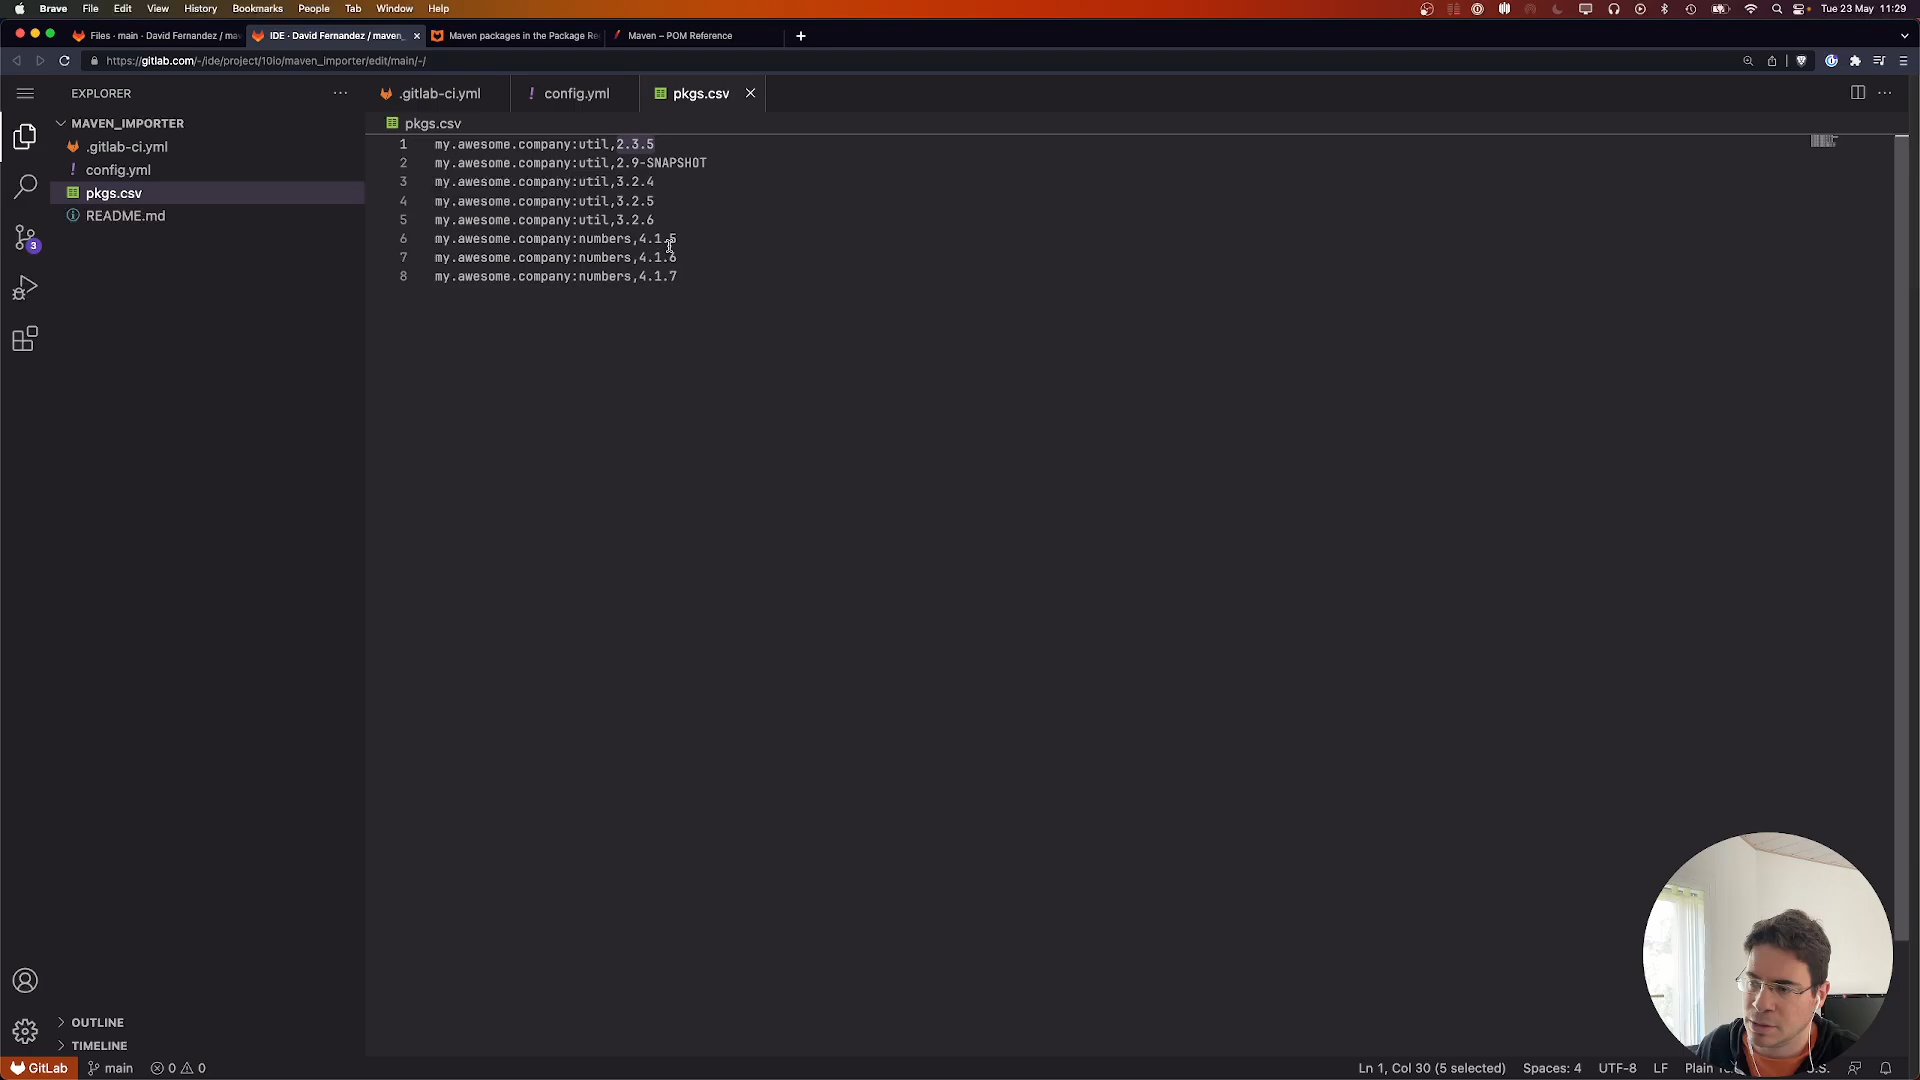 Brave File Edit View History Bookmarks People Tab Window Help Tue 23 May 11:29
Files · main · David Fernandez / mav IDE · David Fernandez / maven_ Maven packages in the Package Re Maven – POM Reference
https://gitlab.com/-/ide/project/10io/maven_importer/edit/main/-/
EXPLORER
.gitlab-ci.yml config.yml pkgs.csv
MAVEN_IMPORTER
pkgs.csv
.gitlab-ci.yml
config.yml
pkgs.csv
README.md
3
1 my.awesome.company:util,2.3.5
2 my.awesome.company:util,2.9-SNAPSHOT
3 my.awesome.company:util,3.2.4
4 my.awesome.company:util,3.2.5
5 my.awesome.company:util,3.2.6
6 my.awesome.company:numbers,4.1.5
7 my.awesome.company:numbers,4.1.6
8 my.awesome.company:numbers,4.1.7
OUTLINE
TIMELINE
GitLab main 0 0 Ln 1, Col 30 (5 selected) Spaces: 4 UTF-8 LF Plain